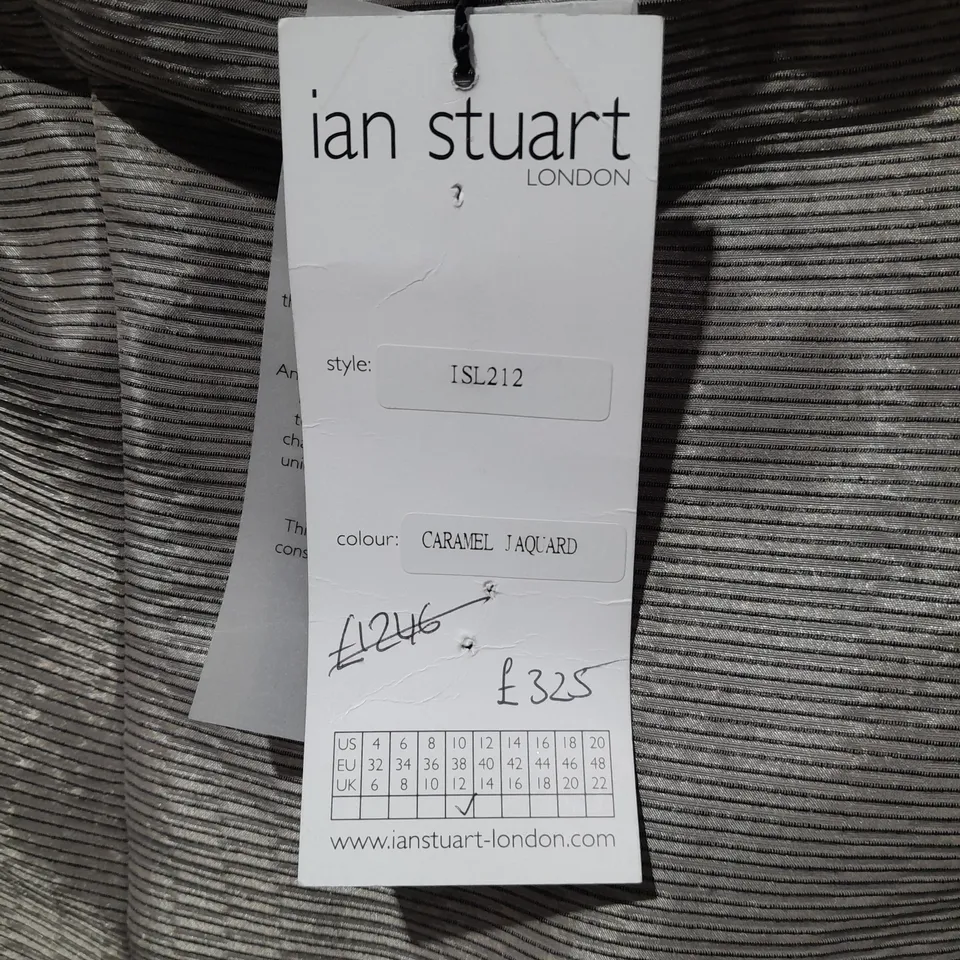 ian stuart
LONDON
style: ISL212
colour: CARAMEL JAQUARD
£1246
£325
US 4 6 8 10 12 14 16 18 20
EU 32 34 36 38 40 42 44 46 48
UK 6 8 10 12 14 16 18 20 22
www.ianstuart-london.com